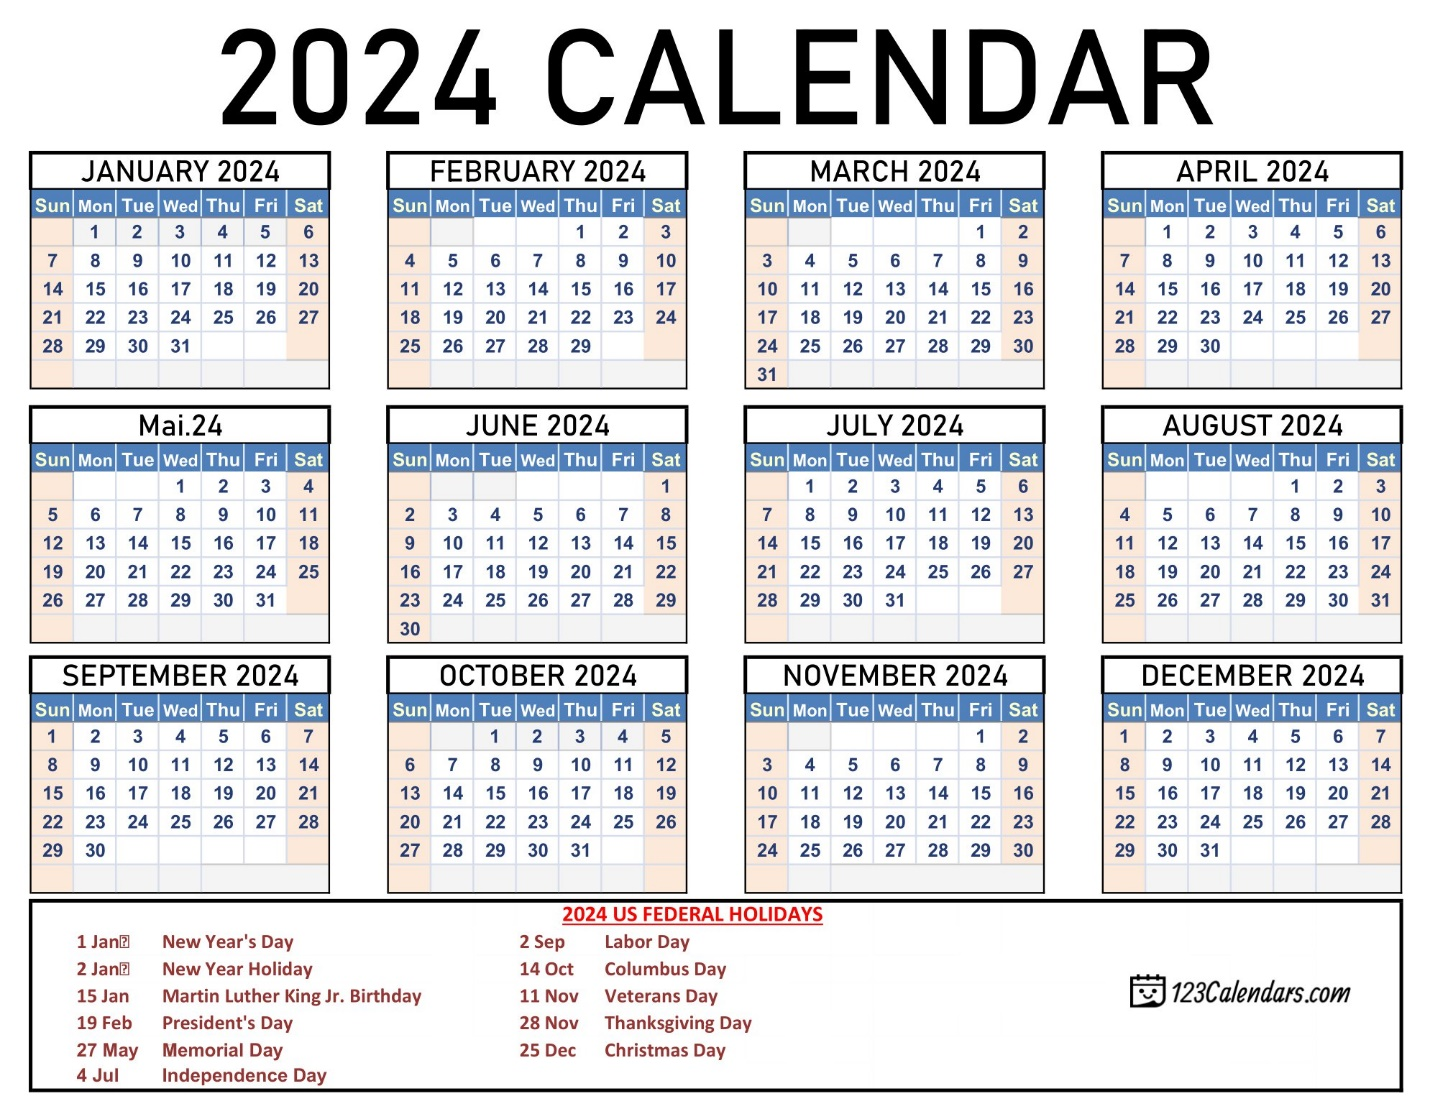 2024 CALENDAR
JANUARY 2024 FEBRUARY 2024 MARCH 2024 APRIL 2024
Sun Mon Tue Wed Thu Fri Sat Sun Mon Tue Wed Thu Fri Sat Sun Mon Tue Wed Thu Fri Sat Sun Mon Tue Wed Thu Fri Sat
1 2 3 4 5 6 1 2 3 1 2 1 2 3 4 5 6
7 8 9 10 11 12 13 4 5 6 7 8 9 10 3 4 5 6 7 8 9 7 8 9 10 11 12 13
14 15 16 17 18 19 20 11 12 13 14 15 16 17 10 11 12 13 14 15 16 14 15 16 17 18 19 20
21 22 23 24 25 26 27 18 19 20 21 22 23 24 17 18 19 20 21 22 23 21 22 23 24 25 26 27
28 29 30 31 25 26 27 28 29 24 25 26 27 28 29 30 28 29 30
31
Mai.24 JUNE 2024 JULY 2024 AUGUST 2024
Sun Mon Tue Wed Thu Fri Sat Sun Mon Tue Wed Thu Fri Sat Sun Mon Tue Wed Thu Fri Sat Sun Mon Tue Wed Thu Fri Sat
1 2 3 4 1 1 2 3 4 5 6 1 2 3
5 6 7 8 9 10 11 2 3 4 5 6 7 8 7 8 9 10 11 12 13 4 5 6 7 8 9 10
12 13 14 15 16 17 18 9 10 11 12 13 14 15 14 15 16 17 18 19 20 11 12 13 14 15 16 17
19 20 21 22 23 24 25 16 17 18 19 20 21 22 21 22 23 24 25 26 27 18 19 20 21 22 23 24
26 27 28 29 30 31 23 24 25 26 27 28 29 28 29 30 31 25 26 27 28 29 30 31
30
SEPTEMBER 2024 OCTOBER 2024 NOVEMBER 2024 DECEMBER 2024
Sun Mon Tue Wed Thu Fri Sat Sun Mon Tue Wed Thu Fri Sat Sun Mon Tue Wed Thu Fri Sat Sun Mon Tue Wed Thu Fri Sat
1 2 3 4 5 6 7 1 2 3 4 5 1 2 1 2 3 4 5 6 7
8 9 10 11 12 13 14 6 7 8 9 10 11 12 3 4 5 6 7 8 9 8 9 10 11 12 13 14
15 16 17 18 19 20 21 13 14 15 16 17 18 19 10 11 12 13 14 15 16 15 16 17 18 19 20 21
22 23 24 25 26 27 28 20 21 22 23 24 25 26 17 18 19 20 21 22 23 22 23 24 25 26 27 28
29 30 27 28 29 30 31 24 25 26 27 28 29 30 29 30 31
2024 US FEDERAL HOLIDAYS
1 Jan New Year's Day 2 Sep Labor Day
2 Jan New Year Holiday 14 Oct Columbus Day
15 Jan Martin Luther King Jr. Birthday 11 Nov Veterans Day
19 Feb President's Day 28 Nov Thanksgiving Day
27 May Memorial Day 25 Dec Christmas Day
4 Jul Independence Day
123Calendars.com